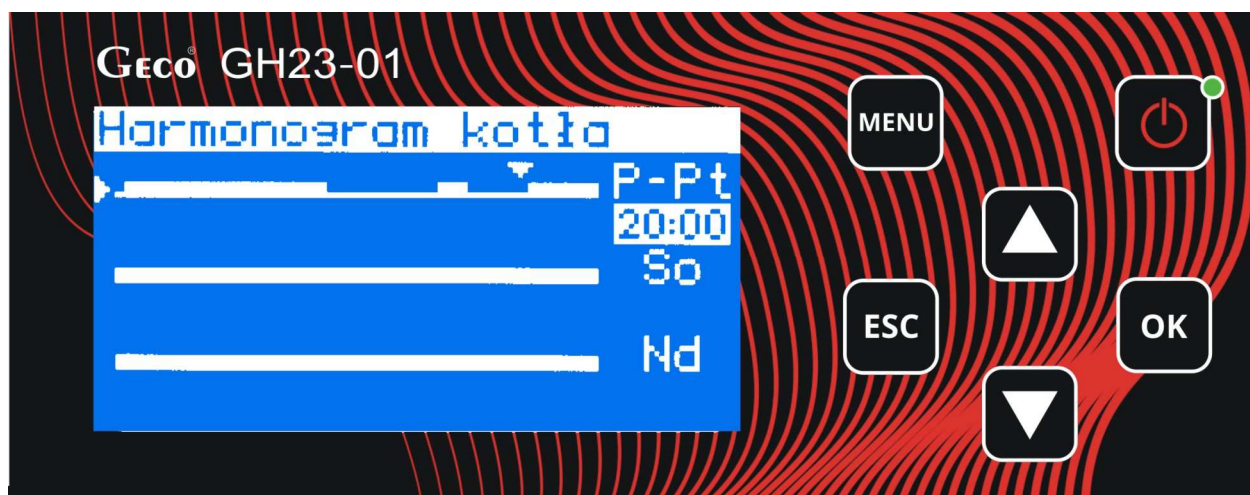 GECO® GH23-01
Harmonogram kotła
P-Pt
20:00
So
Nd
MENU
ESC
OK